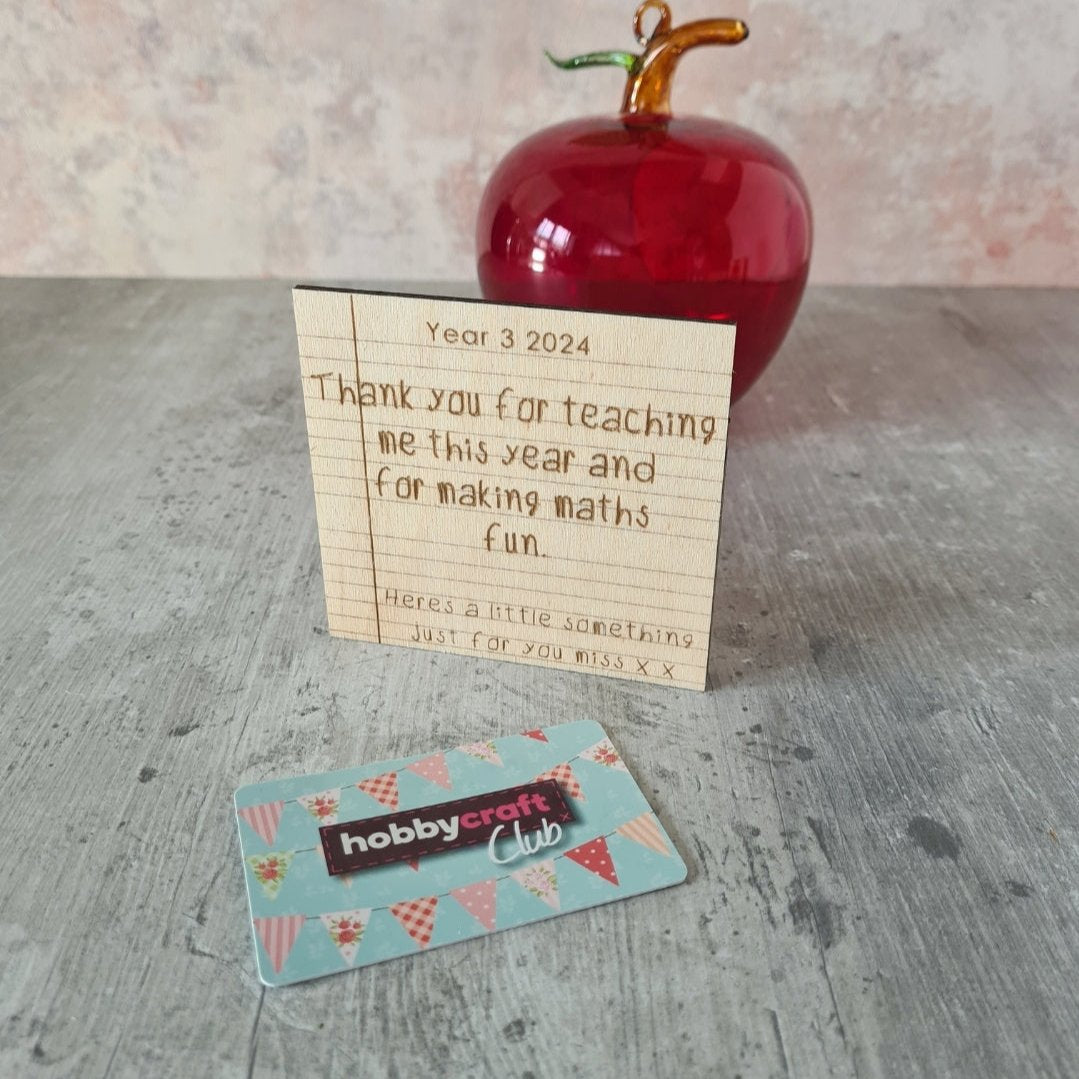 Year 3 2024
Thank you for teaching
me this year and
for making maths
fun.
Heres a little something
just for you miss x x
hobbycraft
Club